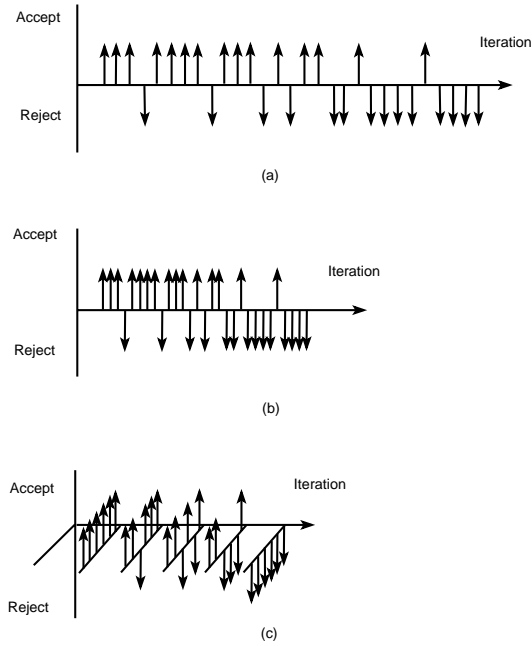 Accept
Iteration
Reject
(a)
Accept
Iteration
Reject
(b)
Accept
Iteration
Reject
(c)